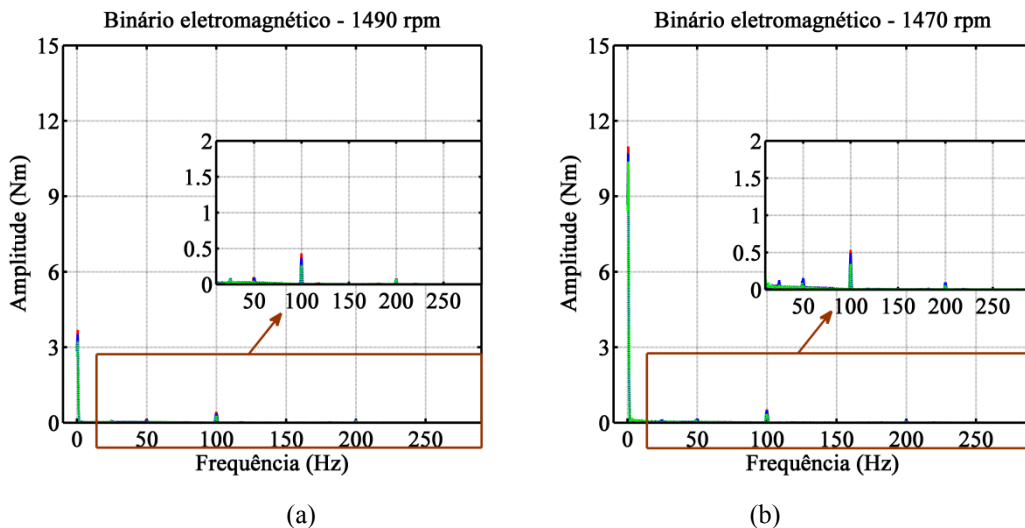 Binário eletromagnético - 1490 rpm
15
12
9
6
3
0
Amplitude (Nm)
2
1.5
1
0.5
0
50 100 150 200 250
0 50 100 150 200 250
Frequência (Hz)
(a)
Binário eletromagnético - 1470 rpm
15
12
9
6
3
0
Amplitude (Nm)
2
1.5
1
0.5
0
50 100 150 200 250
0 50 100 150 200 250
Frequência (Hz)
(b)